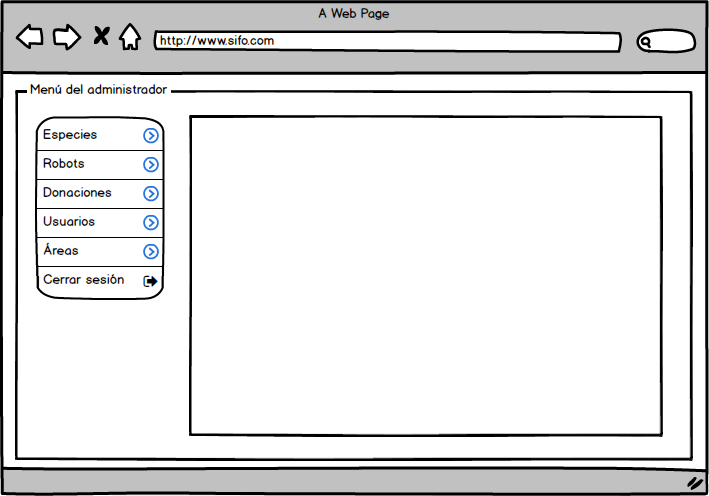 A Web Page
http://www.sifo.com
Menú del administrador
Especies
Robots
Donaciones
Usuarios
Áreas
Cerrar sesión